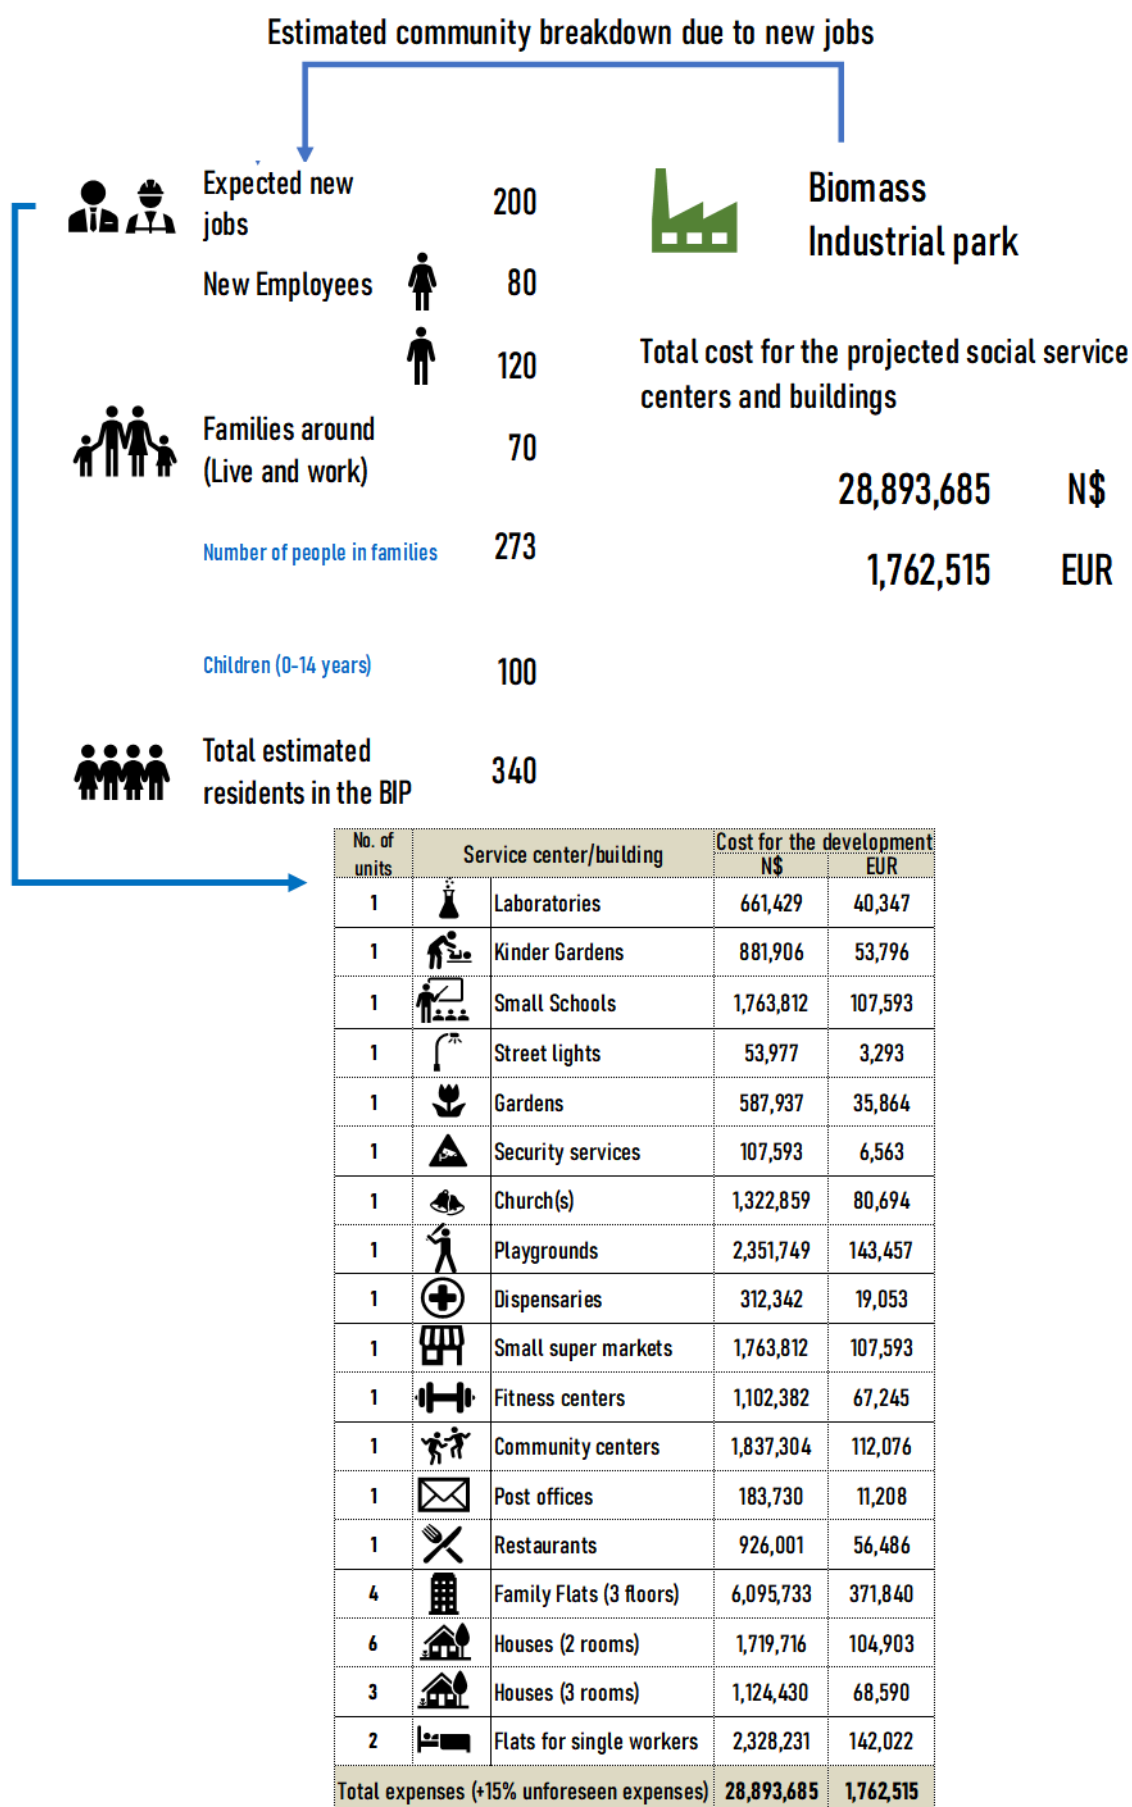 Estimated community breakdown due to new jobs
Expected new
jobs
200
New Employees
80
120
Families around
(Live and work)
70
Number of people in families
273
Children (0-14 years)
100
Total estimated
residents in the BIP
340
Biomass
Industrial park
Total cost for the projected social service
centers and buildings
28,893,685 N$
1,762,515 EUR
No. of
units
Service center/building
Cost for the development
N$ EUR
1 Laboratories 661,429 40,347
1 Kinder Gardens 881,906 53,796
1 Small Schools 1,763,812 107,593
1 Street lights 53,977 3,293
1 Gardens 587,937 35,864
1 Security services 107,593 6,563
1 Church(s) 1,322,859 80,694
1 Playgrounds 2,351,749 143,457
1 Dispensaries 312,342 19,053
1 Small super markets 1,763,812 107,593
1 Fitness centers 1,102,382 67,245
1 Community centers 1,837,304 112,076
1 Post offices 183,730 11,208
1 Restaurants 926,001 56,486
4 Family Flats (3 floors) 6,095,733 371,840
6 Houses (2 rooms) 1,719,716 104,903
3 Houses (3 rooms) 1,124,430 68,590
2 Flats for single workers 2,328,231 142,022
Total expenses (+15% unforeseen expenses) 28,893,685 1,762,515